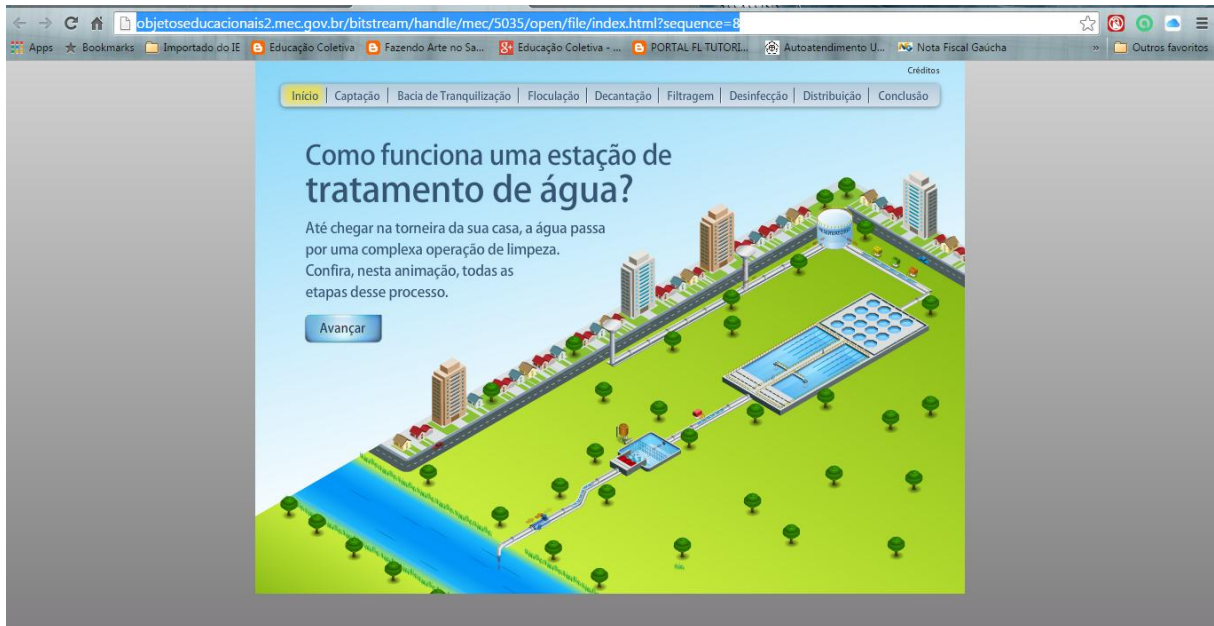 objetoseducacionais2.mec.gov.br/bitstream/handle/mec/5035/open/file/index.html?sequence=8
Apps Bookmarks Importado do IE Educação Coletiva Fazendo Arte no Sa... Educação Coletiva - ... PORTAL FL TUTORI... Autoatendimento U... Nota Fiscal Gaúcha » Outros favoritos
Créditos
Início | Captação | Bacia de Tranquilização | Floculação | Decantação | Filtragem | Desinfecção | Distribuição | Conclusão
Como funciona uma estação de
tratamento de água?
Até chegar na torneira da sua casa, a água passa
por uma complexa operação de limpeza.
Confira, nesta animação, todas as
etapas desse processo.
Avançar